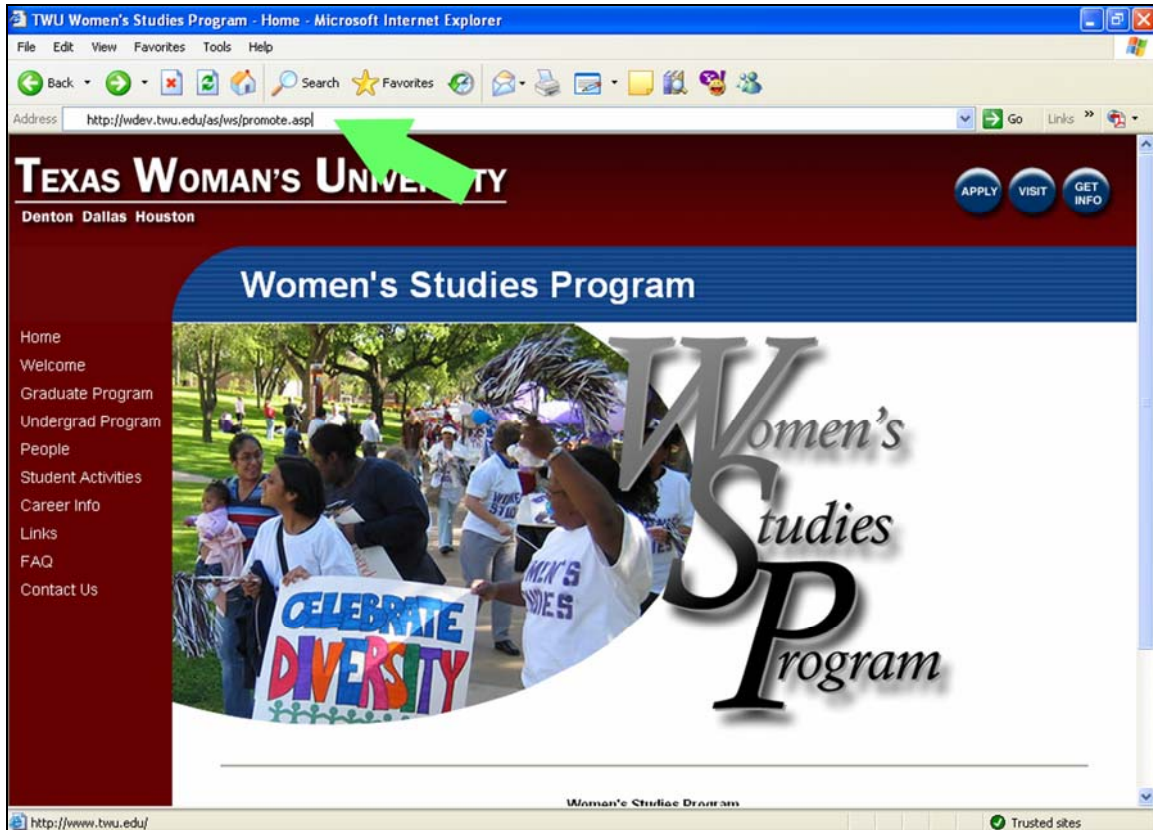 TWU Women's Studies Program - Home - Microsoft Internet Explorer
File Edit View Favorites Tools Help
Back Search Favorites
Address http://wdev.twu.edu/as/ws/promote.asp Go Links »
TEXAS WOMAN'S UNIVERSITY
Denton Dallas Houston
APPLY VISIT GET INFO
Women's Studies Program
Home
Welcome
Graduate Program
Undergrad Program
People
Student Activities
Career Info
Links
FAQ
Contact Us
Women's
Studies
Program
CELEBRATE
DIVERSITY
Women's Studies Program
http://www.twu.edu/ Trusted sites